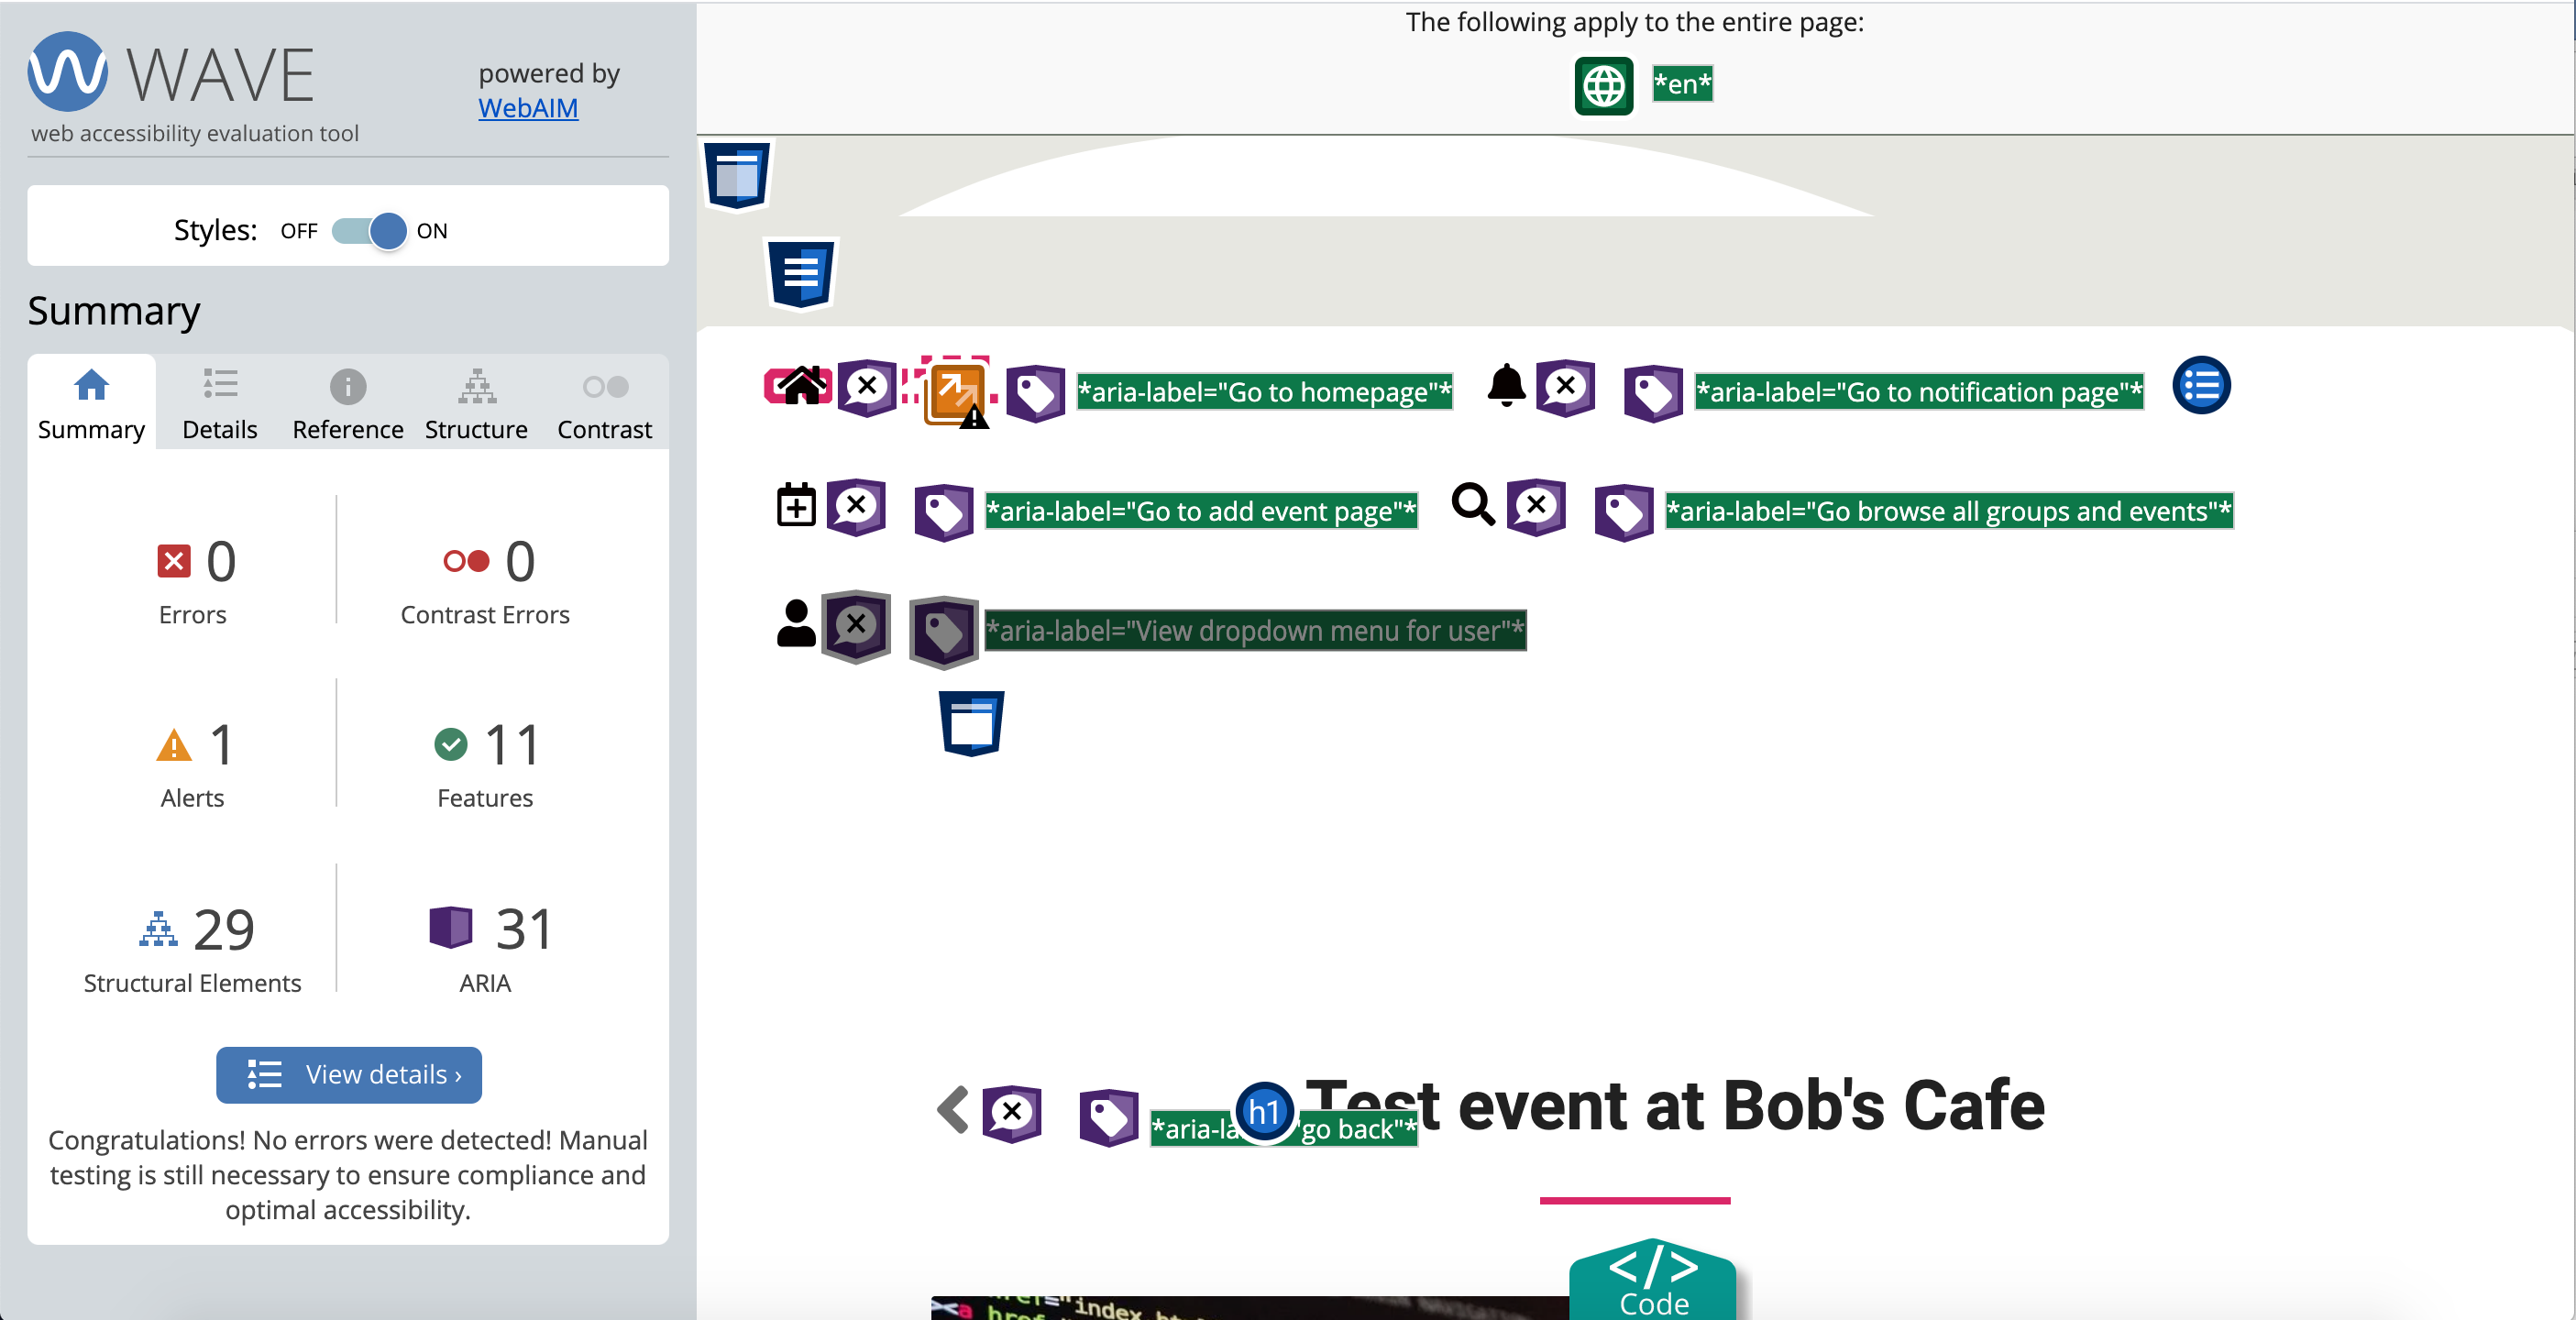 WAVE
web accessibility evaluation tool
powered by
WebAIM
Styles: OFF ON
Summary
Summary Details Reference Structure Contrast
0 0
Errors Contrast Errors
1 11
Alerts Features
29 31
Structural Elements ARIA
View details ›
Congratulations! No errors were detected! Manual
testing is still necessary to ensure compliance and
optimal accessibility.
The following apply to the entire page:
*en*
*aria-label="Go to homepage"* *aria-label="Go to notification page"*
*aria-label="Go to add event page"* *aria-label="Go browse all groups and events"*
*aria-label="View dropdown menu for user"*
*aria-la "go back"* h1 Test event at Bob's Cafe
</> 
Code
<a href="index.ht
href=